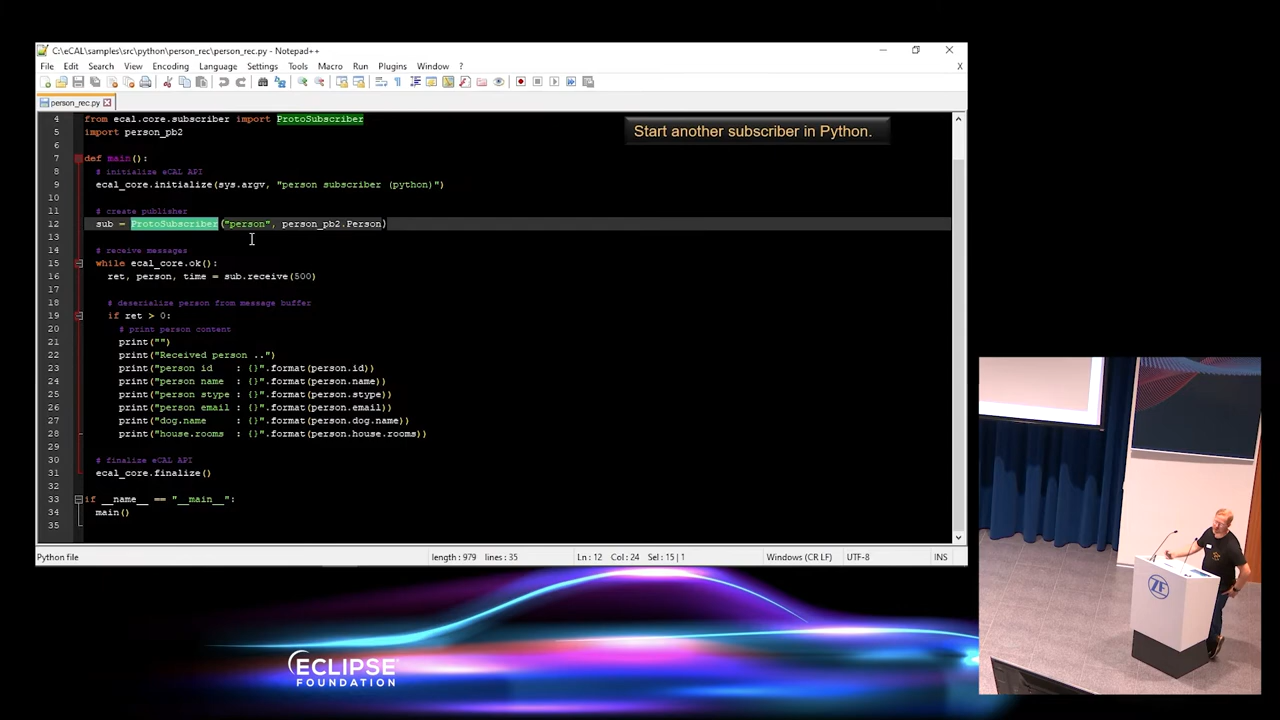 C:\eCAL\samples\src\python\person_rec\person_rec.py - Notepad++
File Edit Search View Encoding Language Settings Tools Macro Run Plugins Window ? X
person_rec.py
4 from ecal.core.subscriber import ProtoSubscriber
5 import person_pb2
6
7 def main():
8 # initialize eCAL API
9 ecal_core.initialize(sys.argv, "person subscriber (python)")
10
11 # create publisher
12 sub = ProtoSubscriber("person", person_pb2.Person)
13
14 # receive messages
15 while ecal_core.ok():
16 ret, person, time = sub.receive(500)
17
18 # deserialize person from message buffer
19 if ret > 0:
20 # print person content
21 print("")
22 print("Received person ..")
23 print("person id    : {}".format(person.id))
24 print("person name  : {}".format(person.name))
25 print("person stype : {}".format(person.stype))
26 print("person email : {}".format(person.email))
27 print("dog.name     : {}".format(person.dog.name))
28 print("house.rooms  : {}".format(person.house.rooms))
29
30 # finalize eCAL API
31 ecal_core.finalize()
32
33 if __name__ == "__main__":
34 main()
35
Start another subscriber in Python.
Python file length : 979 lines : 35 Ln : 12 Col : 24 Sel : 15 | 1 Windows (CR LF) UTF-8 INS
ECLIPSE
FOUNDATION
ZF